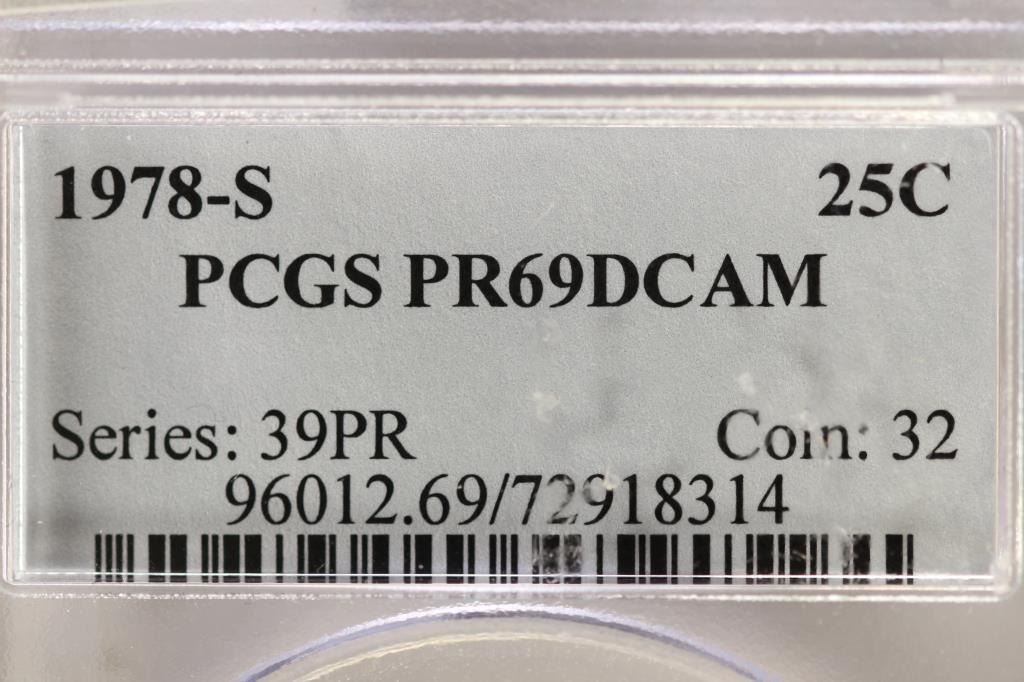 1978-S 25C
PCGS PR69DCAM
Series: 39PR Coin: 32
96012.69/72918314